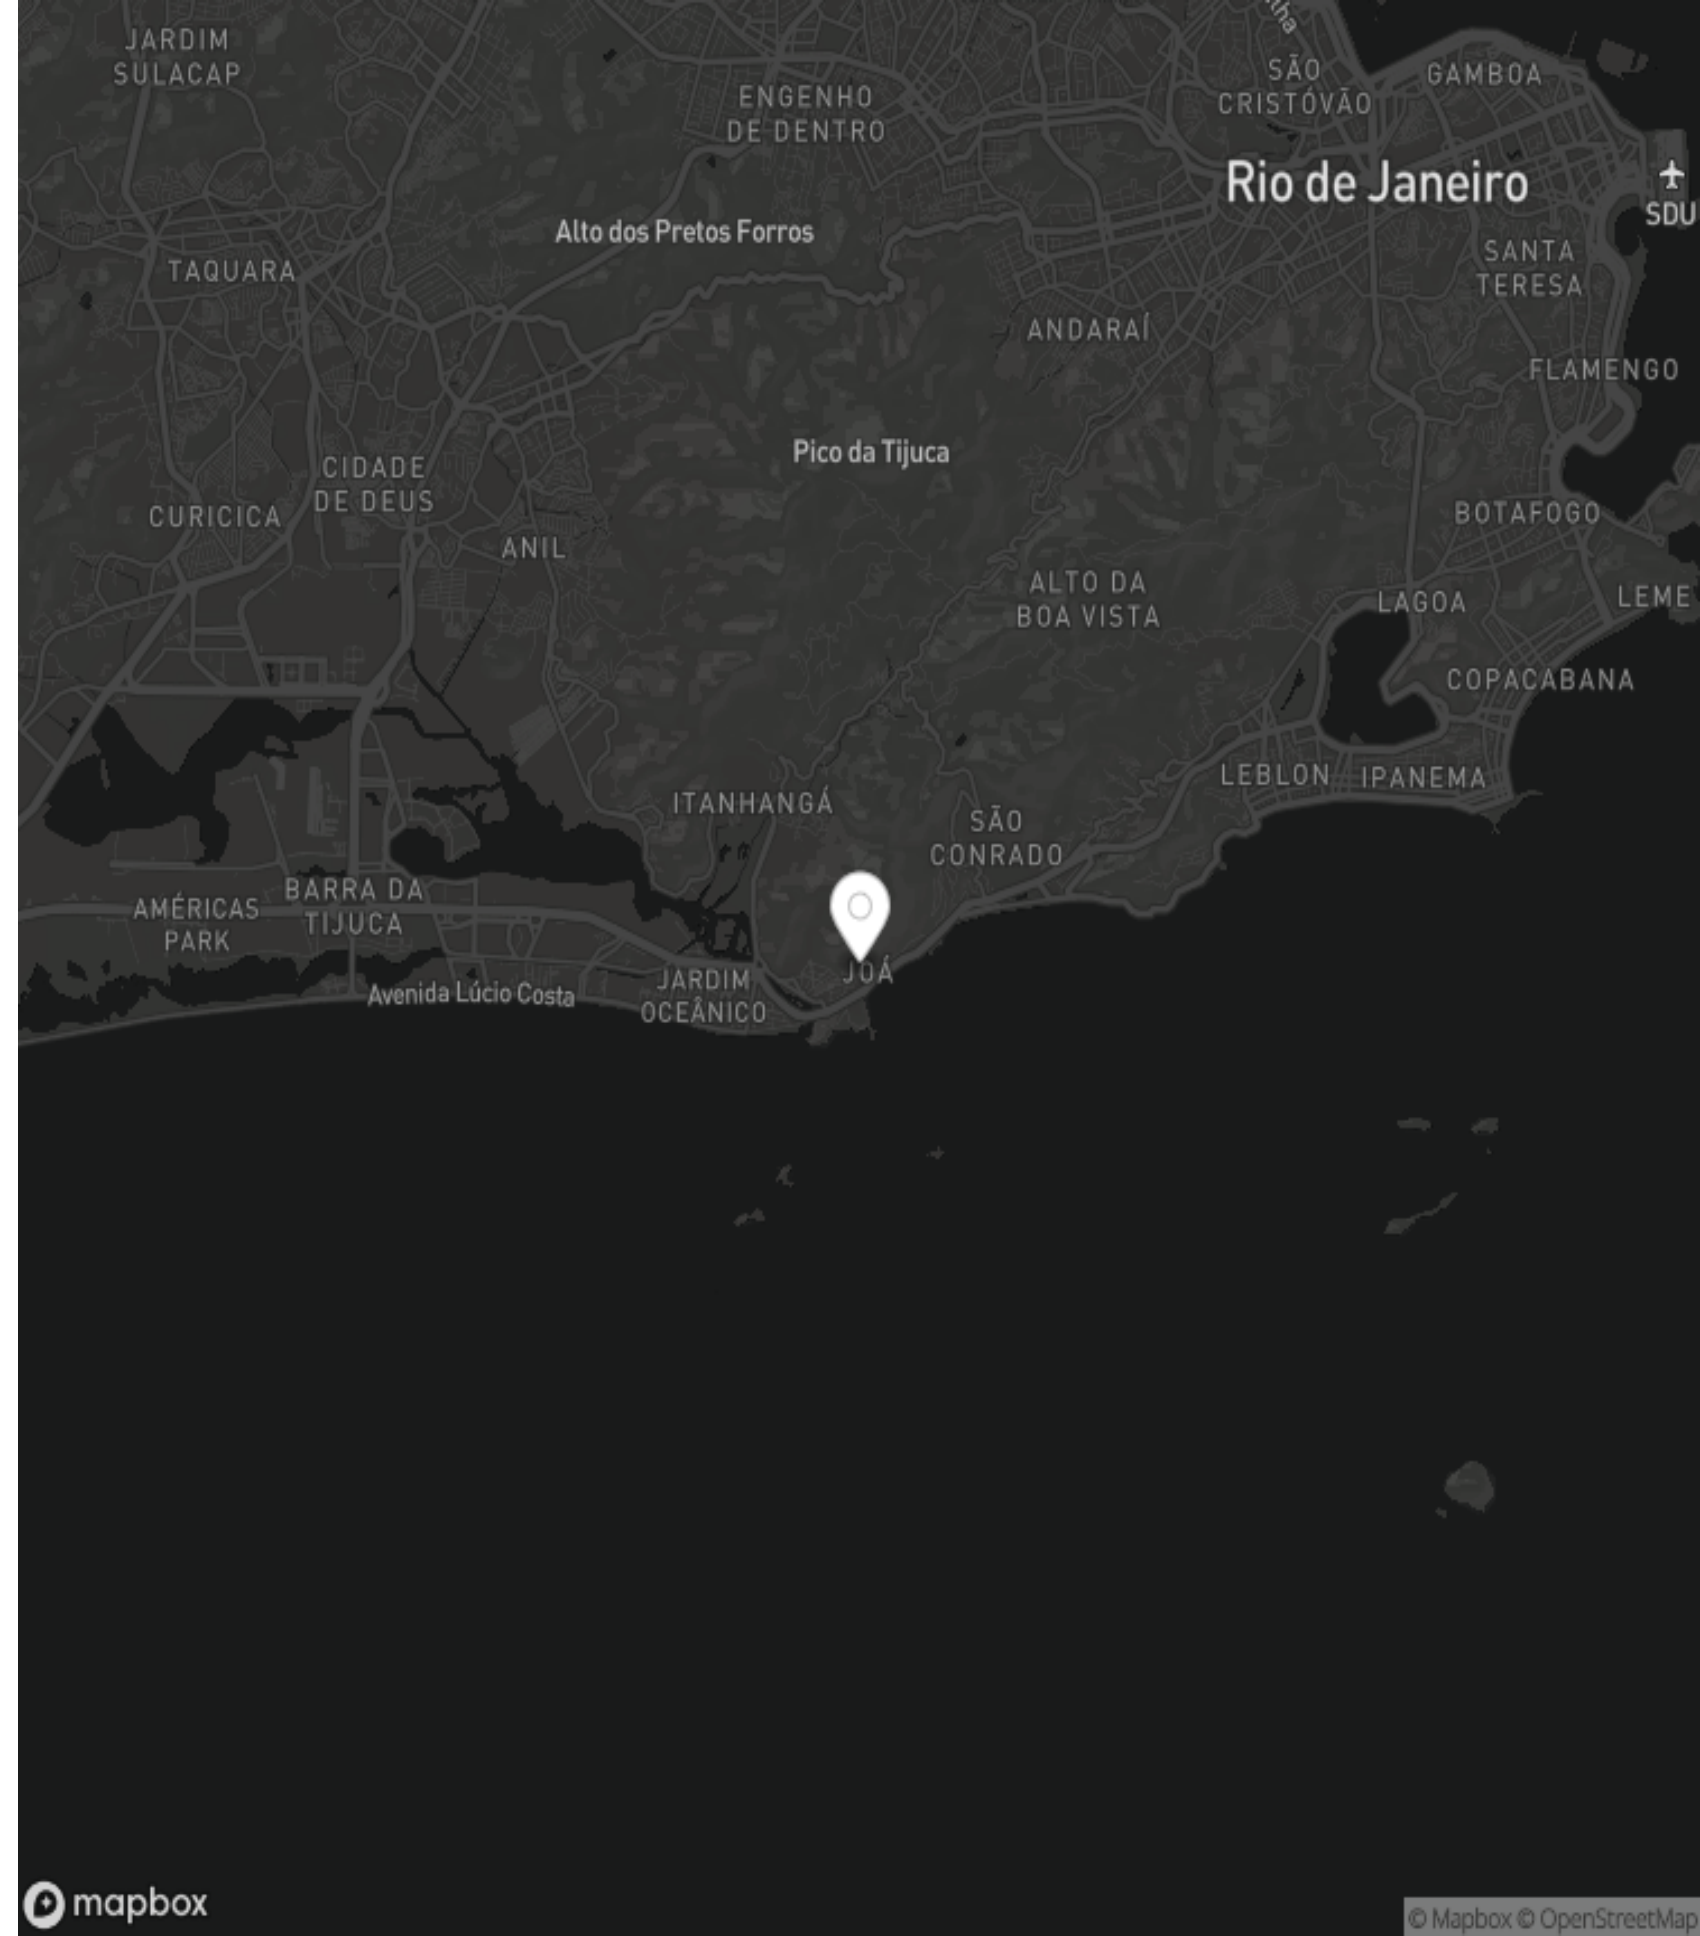 JARDIM
SULACAP
ENGENHO
DE DENTRO
tha
SÃO
CRISTÓVÃO
GAMBOA
Rio de Janeiro
SDU
Alto dos Pretos Forros
TAQUARA
SANTA
TERESA
ANDARAÍ
FLAMENGO
Pico da Tijuca
CIDADE
DE DEUS
CURICICA
ANIL
BOTAFOGO
ALTO DA
BOA VISTA
LAGOA
LEME
COPACABANA
LEBLON
IPANEMA
ITANHANGÁ
SÃO
CONRADO
AMÉRICAS
PARK
BARRA DA
TIJUCA
JOÁ
JARDIM
OCEÂNICO
Avenida Lúcio Costa
mapbox
© Mapbox © OpenStreetMap